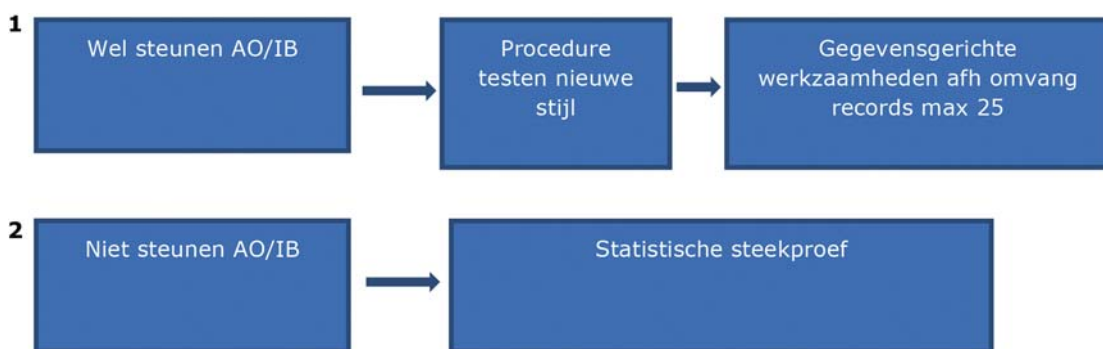 1
Wel steunen AO/IB
Procedure
testen nieuwe
stijl
Gegevensgerichte
werkzaamheden afh omvang
records max 25
2
Niet steunen AO/IB
Statistische steekproef